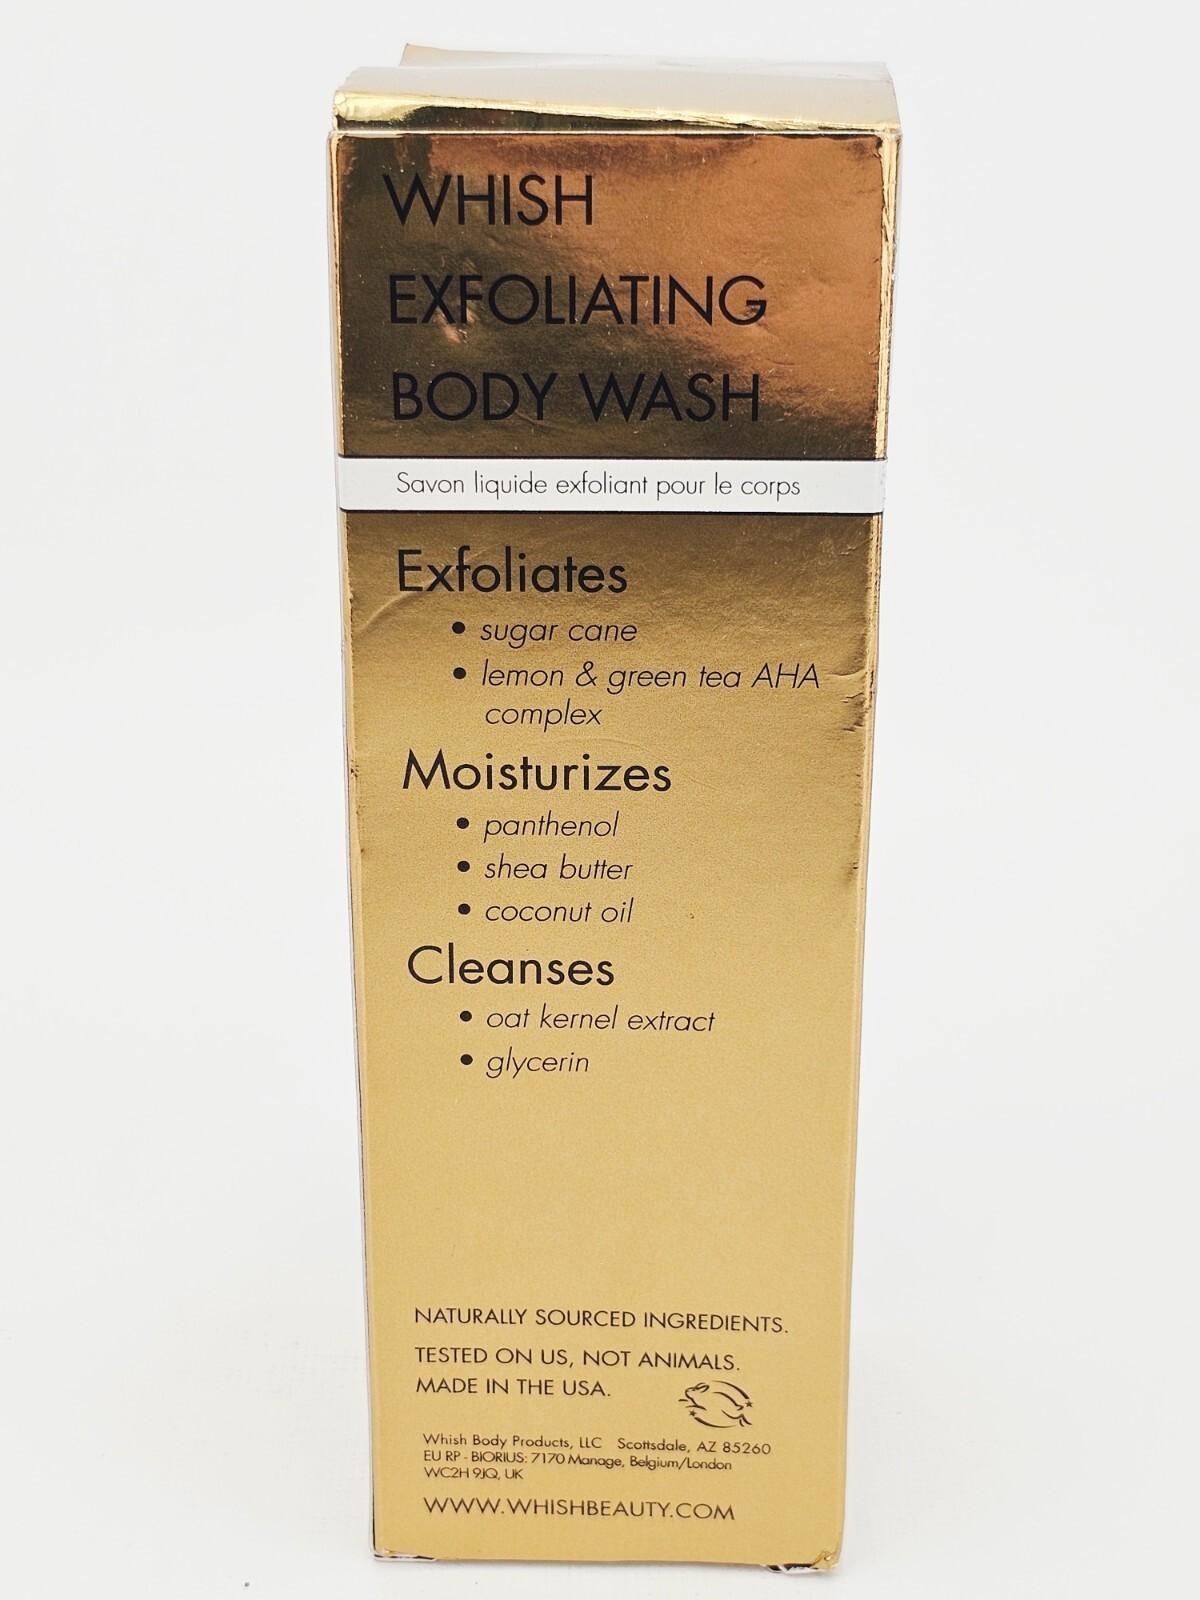 WHISH
EXFOLIATING
BODY WASH
Savon liquide exfoliant pour le corps
Exfoliates
• sugar cane
• lemon & green tea AHA
complex
Moisturizes
• panthenol
• shea butter
• coconut oil
Cleanses
• oat kernel extract
• glycerin
NATURALLY SOURCED INGREDIENTS.
TESTED ON US, NOT ANIMALS.
MADE IN THE USA.
Whish Body Products, LLC Scottsdale, AZ 85260
EU RP - BIORIUS: 7170 Manage, Belgium/London
WC2H 9JQ, UK
WWW.WHISHBEAUTY.COM